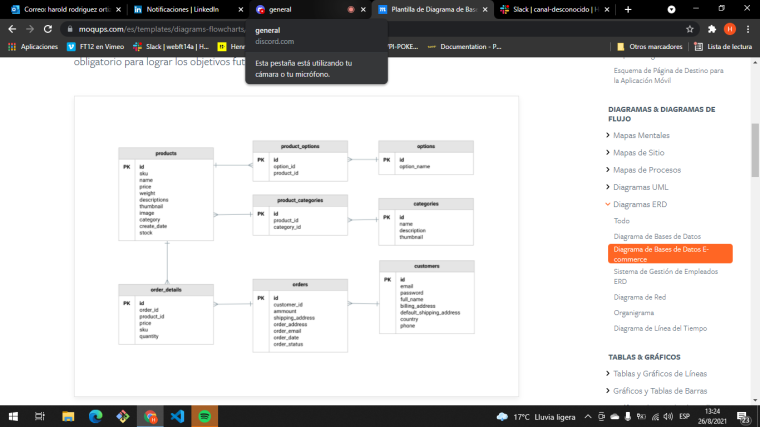 Correo: harold rodriguez ort
Notificaciones | LinkedIn
general
Plantilla de Diagrama de Base
Slack | canal-desconocido | H
moqups.com/es/templates/diagrams-flowcharts/
Aplicaciones
FT12 en Vimeo
Slack | webft14a | H
Henr
PI-POKE...
Documentation - P...
Otros marcadores
Lista de lectura
general
discord.com
Esta pestaña está utilizando tu
cámara o tu micrófono.
obligatorio para lograr los objetivos fut
products
PK
id
sku
name
price
weight
descriptions
thumbnail
image
category
create_date
stock
product_options
PK
id
option_id
product_id
options
PK
id
option_name
product_categories
PK
id
product_id
category_id
categories
PK
id
name
description
thumbnail
order_details
PK
id
order_id
product_id
price
sku
quantity
orders
PK
id
customer_id
ammount
shipping_address
order_address
order_email
order_date
order_status
customers
PK
id
email
password
full_name
billing_address
default_shipping_address
country
phone
Esquema de Página de Destino para
la Aplicación Móvil
DIAGRAMAS & DIAGRAMAS DE
FLUJO
Mapas Mentales
Mapas de Sitio
Mapas de Procesos
Diagramas UML
Diagramas ERD
Todo
Diagrama de Bases de Datos
Diagrama de Bases de Datos E-
commerce
Sistema de Gestión de Empleados
ERD
Diagrama de Red
Organigrama
Diagrama de Línea del Tiempo
TABLAS & GRÁFICOS
Tablas y Gráficos de Líneas
Gráficos y Tablas de Barras
17°C Lluvia ligera
ESP
13:24
26/8/2021
23